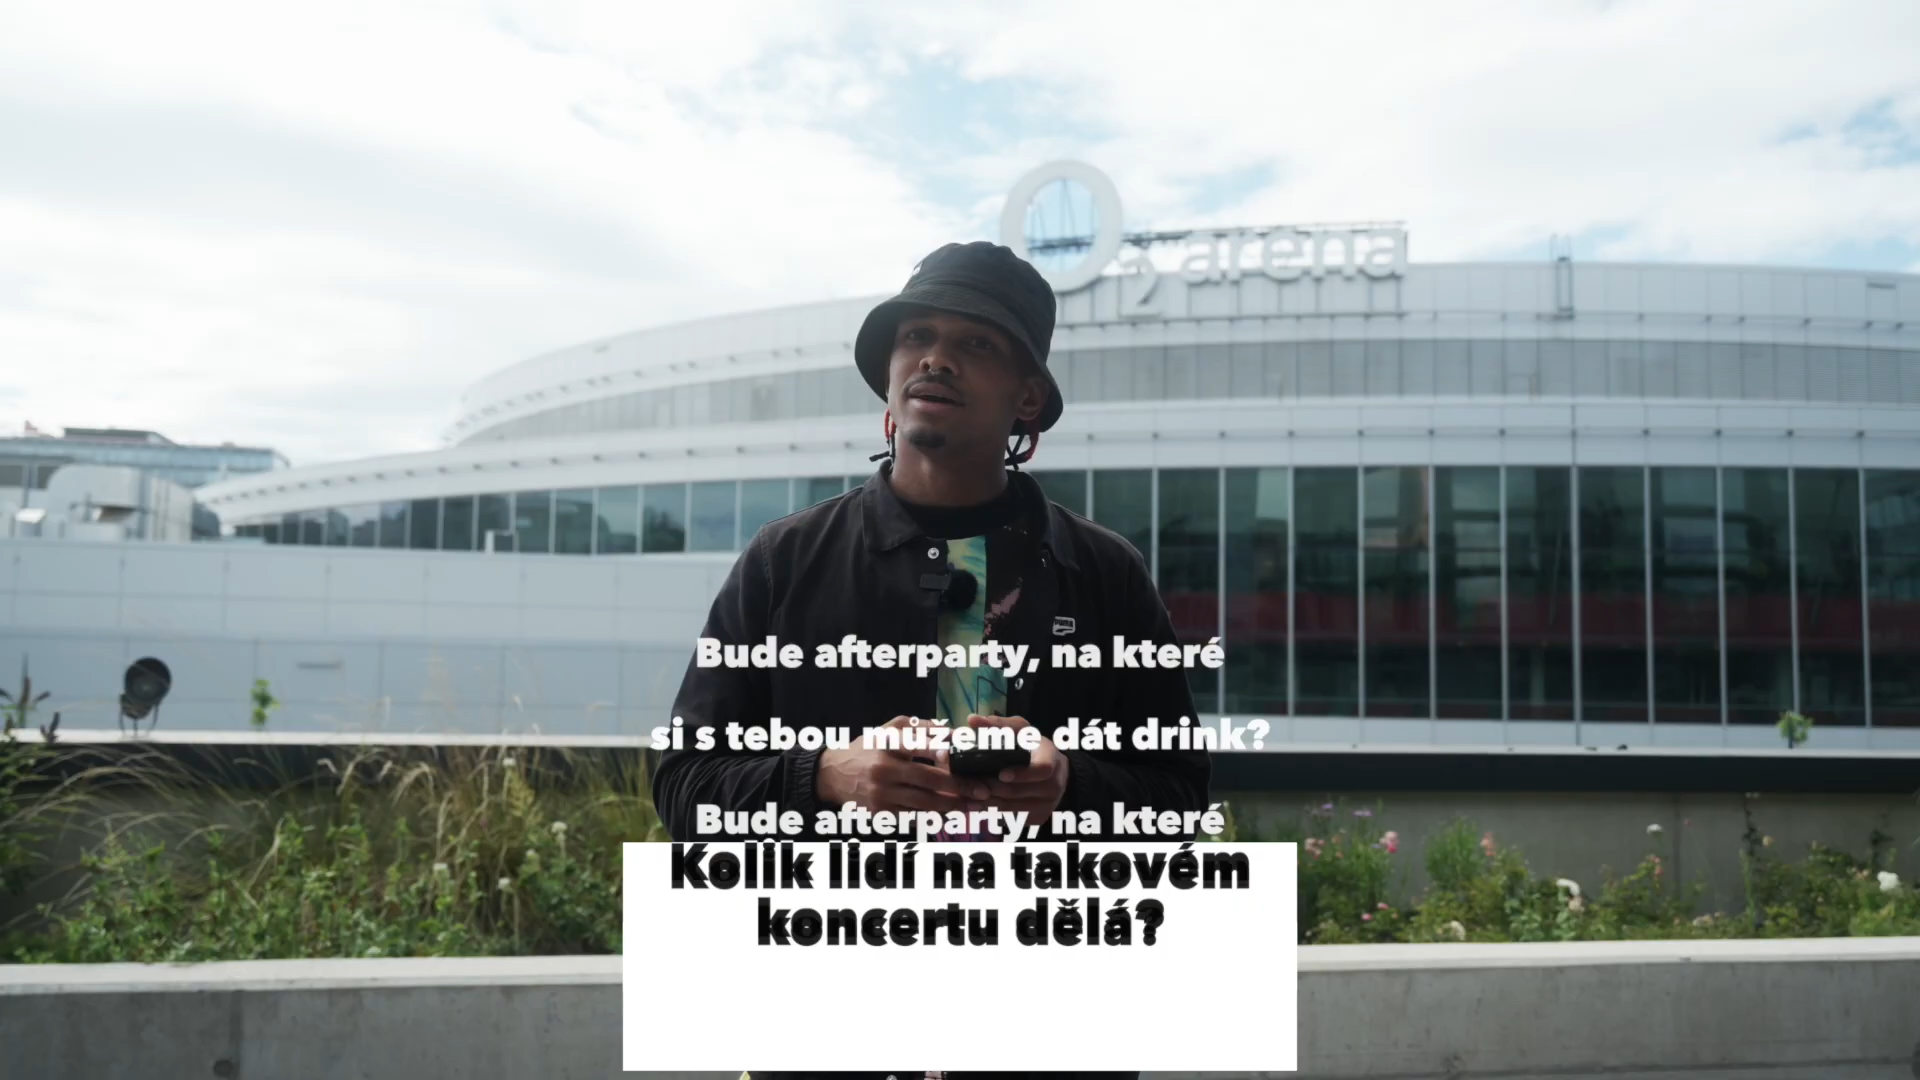 O2 arena
Bude afterparty, na které
si s tebou můžeme dát drink?
Bude afterparty, na které
Kolik lidí na takovém
koncertu dělá?